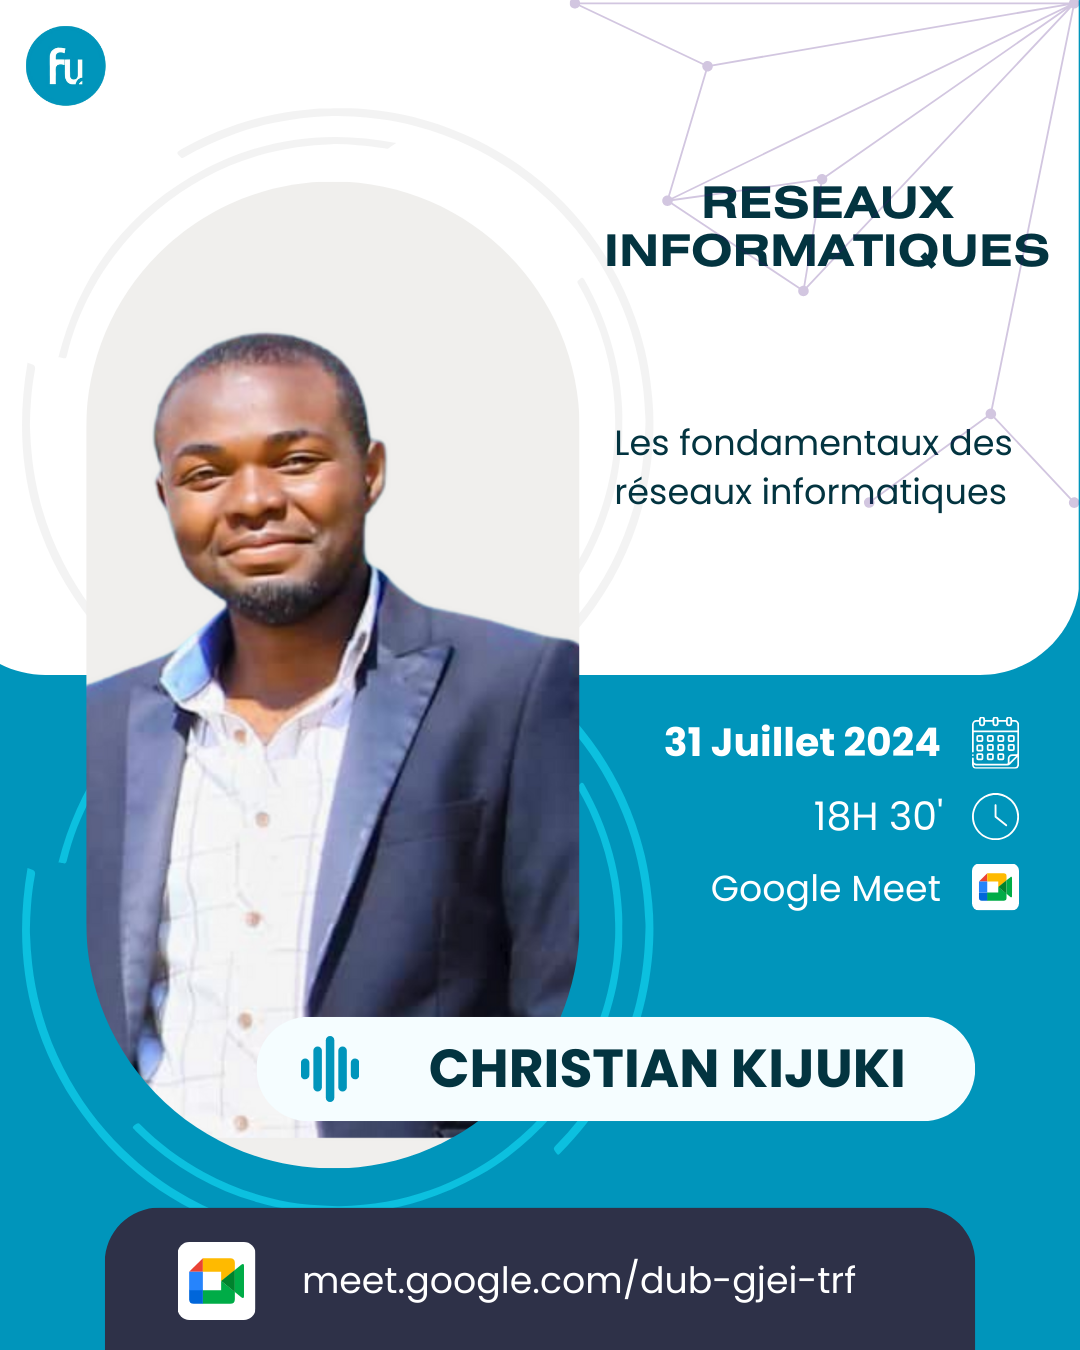 fu
RESEAUX
INFORMATIQUES
Les fondamentaux des
réseaux informatiques
31 Juillet 2024
18H 30'
Google Meet
CHRISTIAN KIJUKI
meet.google.com/dub-gjei-trf